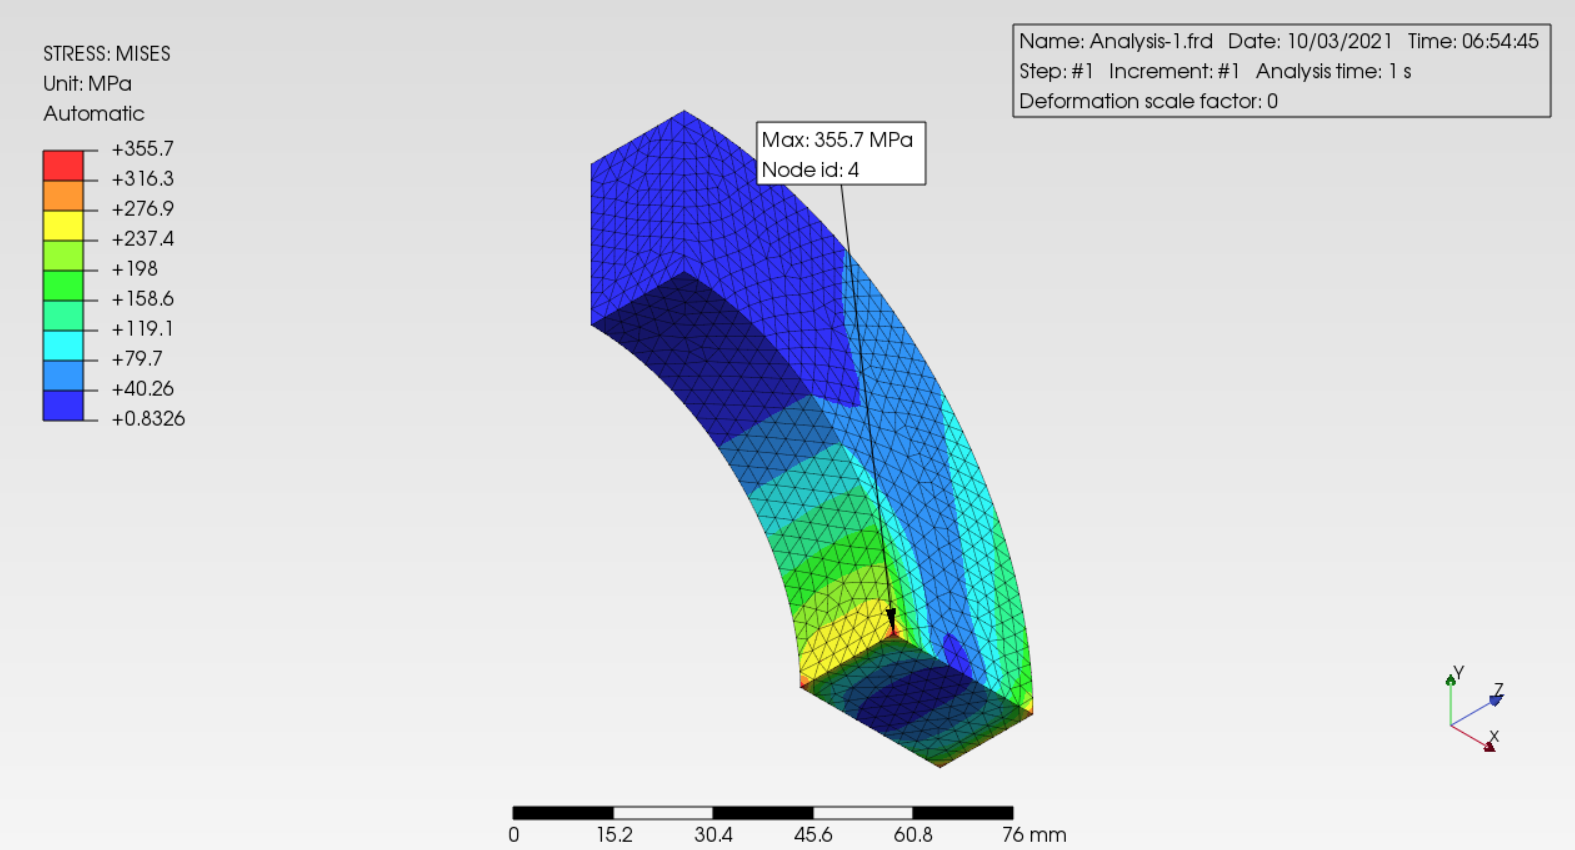 STRESS: MISES
Unit: MPa
Automatic
+355.7
+316.3
+276.9
+237.4
+198
+158.6
+119.1
+79.7
+40.26
+0.8326
Name: Analysis-1.frd Date: 10/03/2021 Time: 06:54:45
Step: #1 Increment: #1 Analysis time: 1 s
Deformation scale factor: 0
Max: 355.7 MPa
Node id: 4
Y
Z
X
0 15.2 30.4 45.6 60.8 76 mm